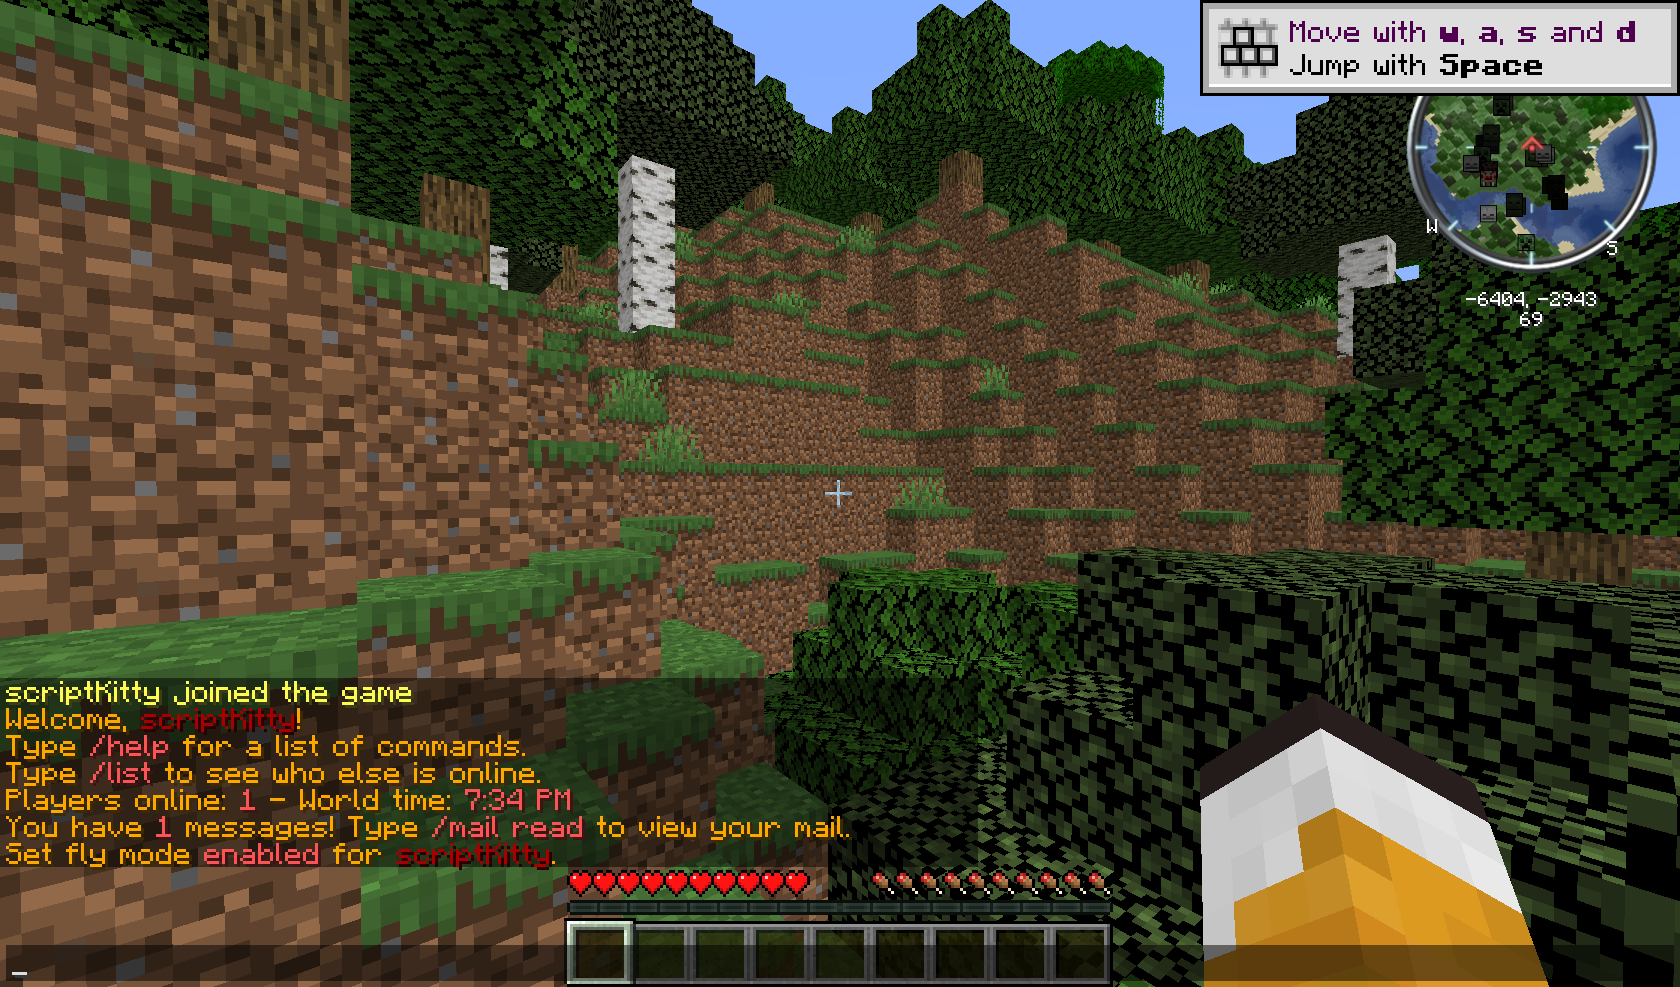 Move with w, a, s and d
Jump with Space
W
S
-6404, -2943
69
scriptKitty joined the game
Welcome, scriptKitty!
Type /help for a list of commands.
Type /list to see who else is online.
Players online: 1 - World time: 7:34 PM
You have 1 messages! Type /mail read to view your mail.
Set fly mode enabled for scriptKitty.
_